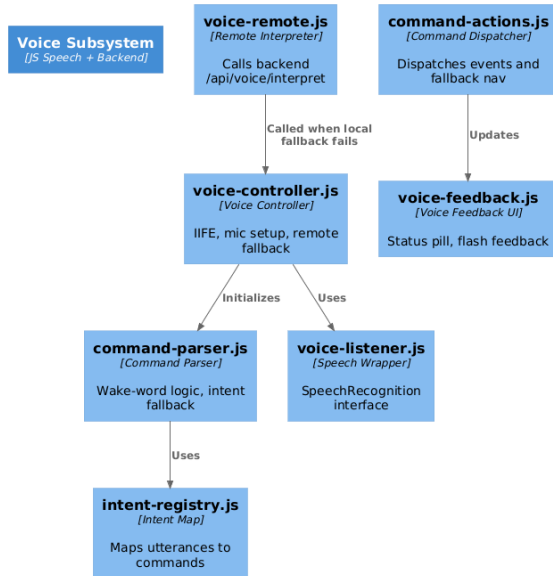 Voice Subsystem
[JS Speech + Backend]
voice-remote.js
[Remote Interpreter]
Calls backend
/api/voice/interpret
command-actions.js
[Command Dispatcher]
Dispatches events and
fallback nav
Called when local
fallback fails
Updates
voice-controller.js
[Voice Controller]
IIFE, mic setup, remote
fallback
voice-feedback.js
[Voice Feedback UI]
Status pill, flash feedback
Initializes
Uses
command-parser.js
[Command Parser]
Wake-word logic, intent
fallback
voice-listener.js
[Speech Wrapper]
SpeechRecognition
interface
Uses
intent-registry.js
[Intent Map]
Maps utterances to
commands